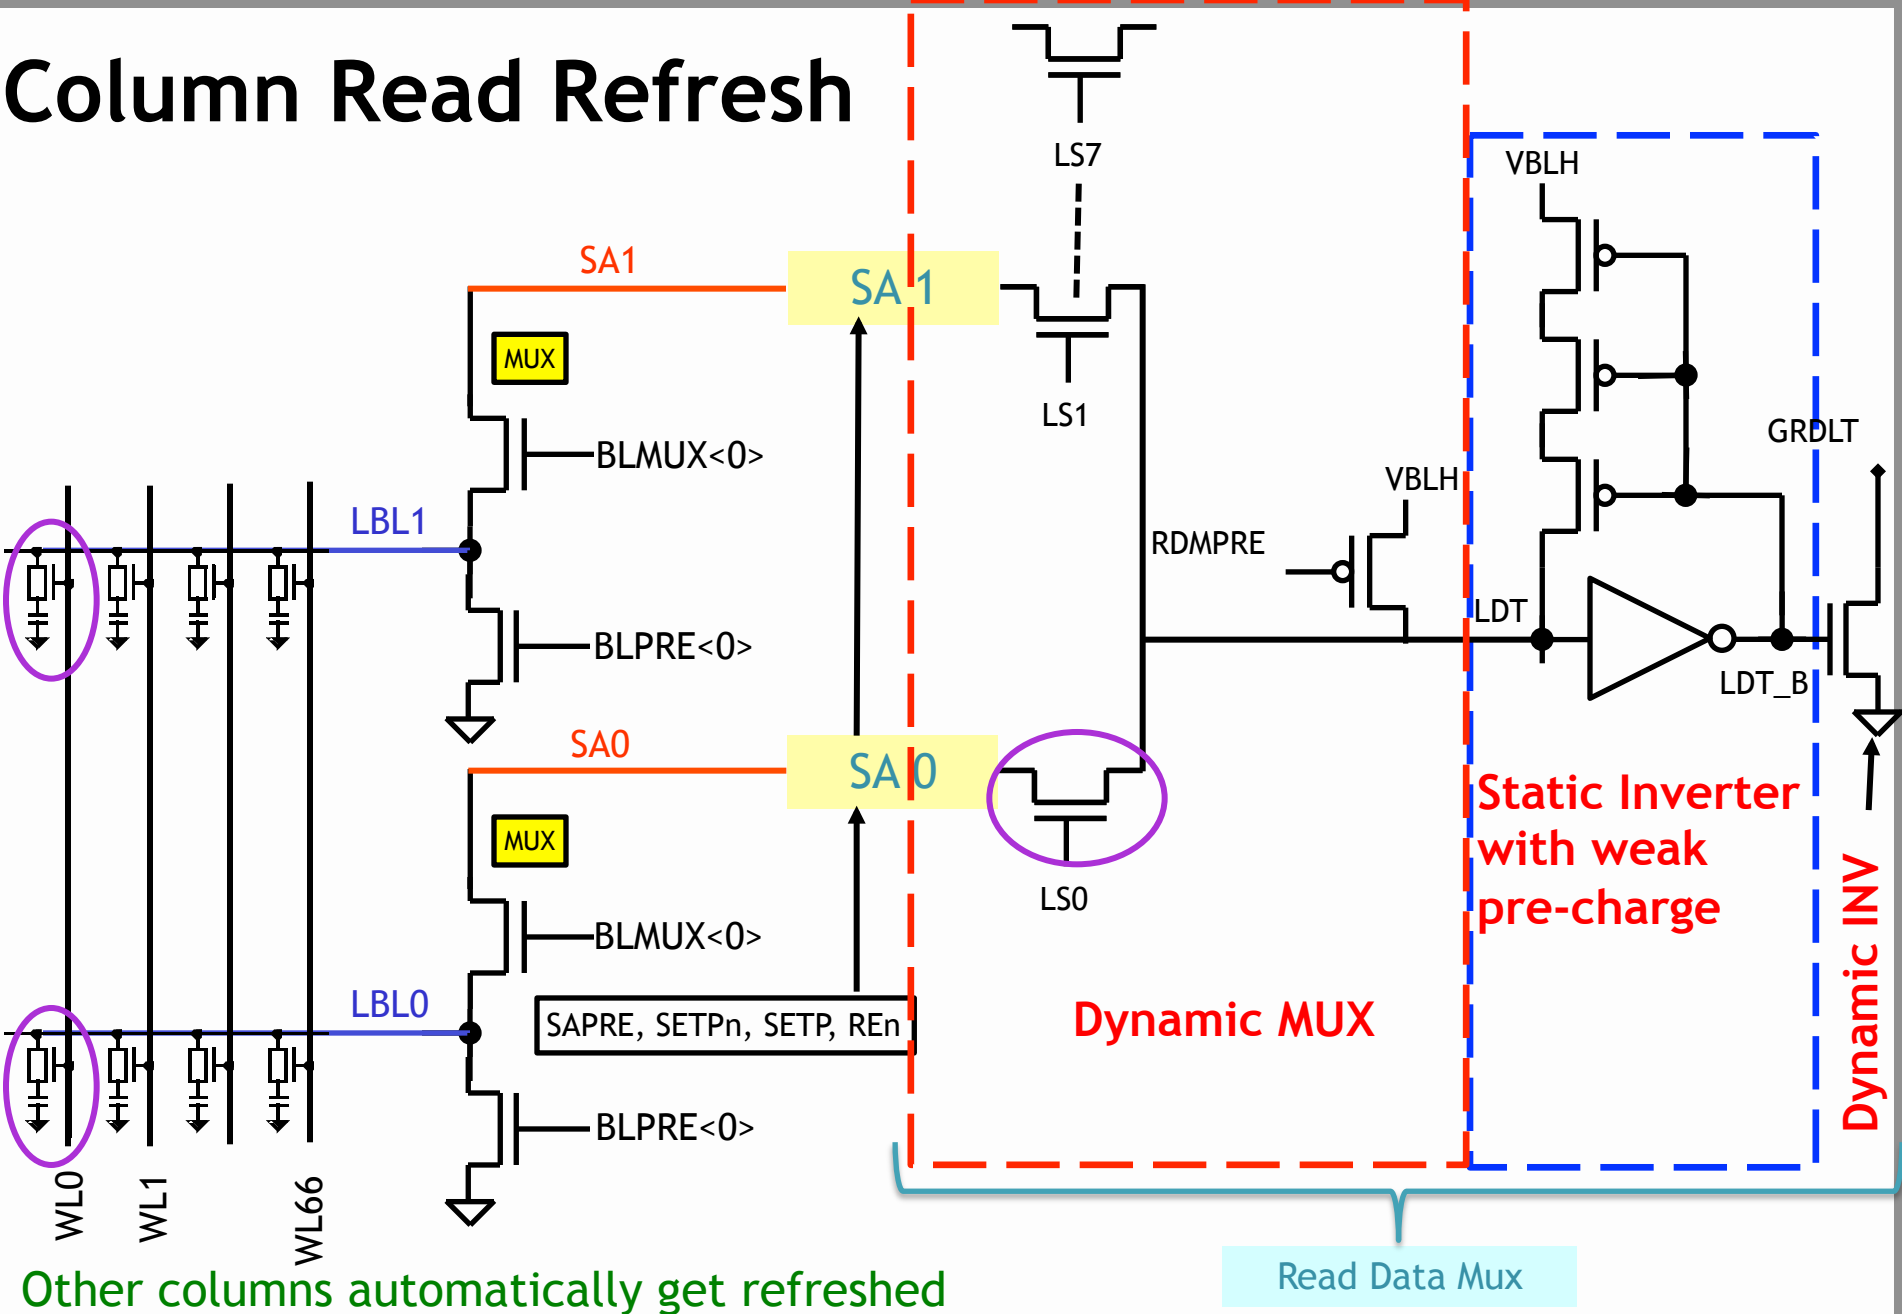 Column Read Refresh
LS7
VBLH
SA1
SA 1
MUX
LS1
BLMUX<0>
GRDLT
VBLH
LBL1
RDMPRE
LDT
BLPRE<0>
LDT_B
SA0
SA 0
Static Inverter
with weak
pre-charge
MUX
LS0
BLMUX<0>
Dynamic INV
LBL0
SAPRE, SETPn, SETP, REn
Dynamic MUX
BLPRE<0>
WL0
WL1
WL66
Other columns automatically get refreshed
Read Data Mux